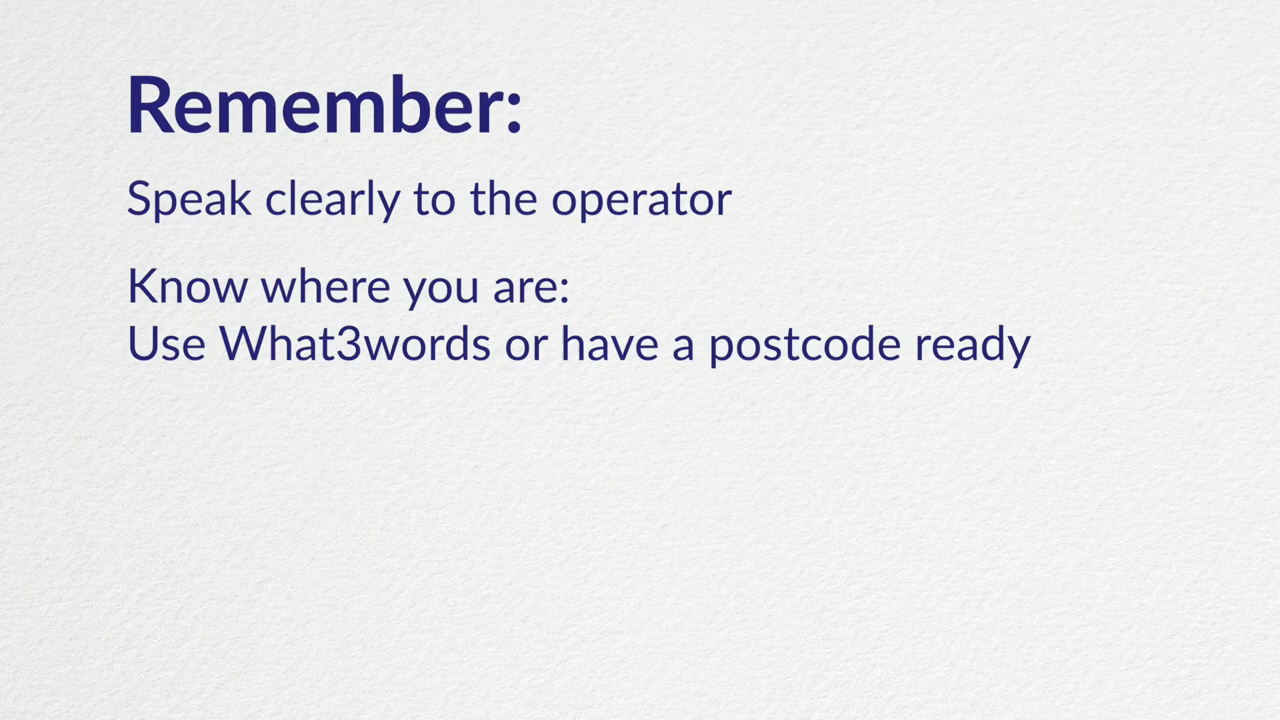 Remember:
Speak clearly to the operator
Know where you are:
Use What3words or have a postcode ready